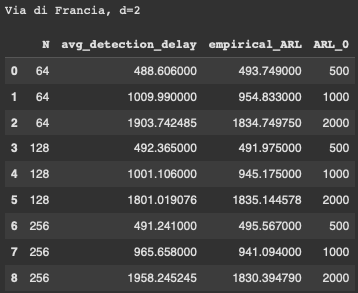 Via di Francia, d=2
N avg_detection_delay empirical_ARL ARL_0
0 64 488.606000 493.749000 500
1 64 1009.990000 954.833000 1000
2 64 1903.742485 1834.749750 2000
3 128 492.365000 491.975000 500
4 128 1001.106000 945.175000 1000
5 128 1801.019076 1835.144578 2000
6 256 491.241000 495.567000 500
7 256 965.658000 941.094000 1000
8 256 1958.245245 1830.394790 2000